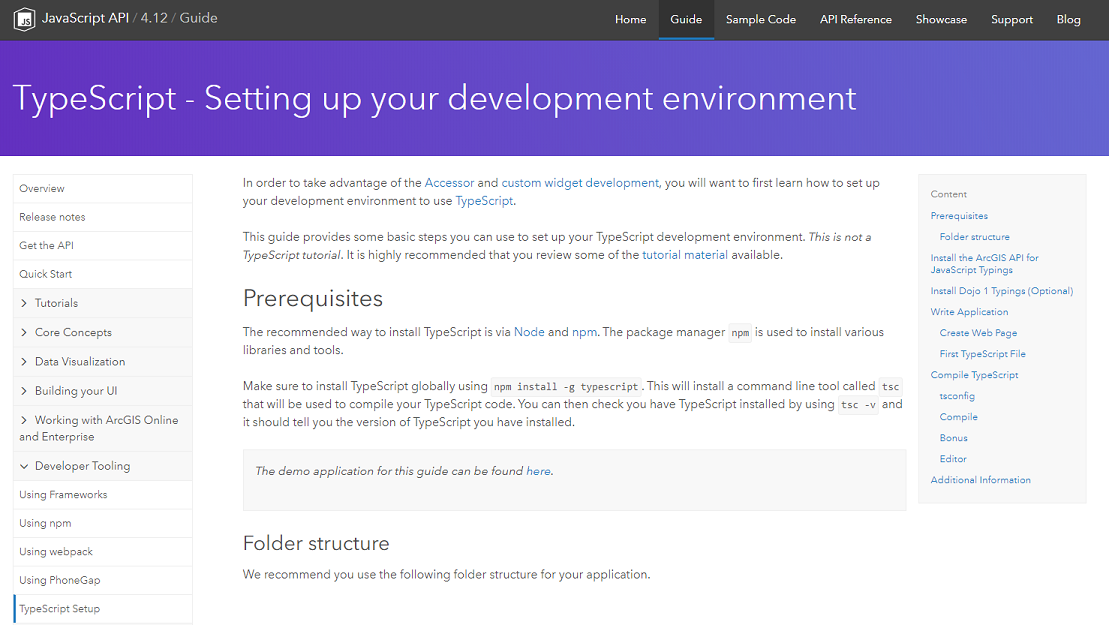 JS JavaScript API / 4.12 / Guide
Home Guide Sample Code API Reference Showcase Support Blog
TypeScript - Setting up your development environment
Overview
Release notes
Get the API
Quick Start
Tutorials
Core Concepts
Data Visualization
Building your UI
Working with ArcGIS Online
and Enterprise
Developer Tooling
Using Frameworks
Using npm
Using webpack
Using PhoneGap
TypeScript Setup
In order to take advantage of the Accessor and custom widget development, you will want to first learn how to set up
your development environment to use TypeScript.
This guide provides some basic steps you can use to set up your TypeScript development environment. This is not a
TypeScript tutorial. It is highly recommended that you review some of the tutorial material available.
Prerequisites
The recommended way to install TypeScript is via Node and npm. The package manager npm is used to install various
libraries and tools.
Make sure to install TypeScript globally using npm install -g typescript. This will install a command line tool called tsc
that will be used to compile your TypeScript code. You can then check you have TypeScript installed by using tsc -v and
it should tell you the version of TypeScript you have installed.
The demo application for this guide can be found here.
Folder structure
We recommend you use the following folder structure for your application.
Content
Prerequisites
Folder structure
Install the ArcGIS API for
JavaScript Typings
Install Dojo 1 Typings (Optional)
Write Application
Create Web Page
First TypeScript File
Compile TypeScript
tsconfig
Compile
Bonus
Editor
Additional Information